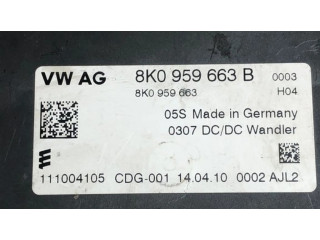 VW AG 8K0 959 663 B 0003
8K0 959 663 H04
05S Made in Germany
0307 DC/DC Wandler
111004105 CDG-001 14.04.10 0002 AJL2